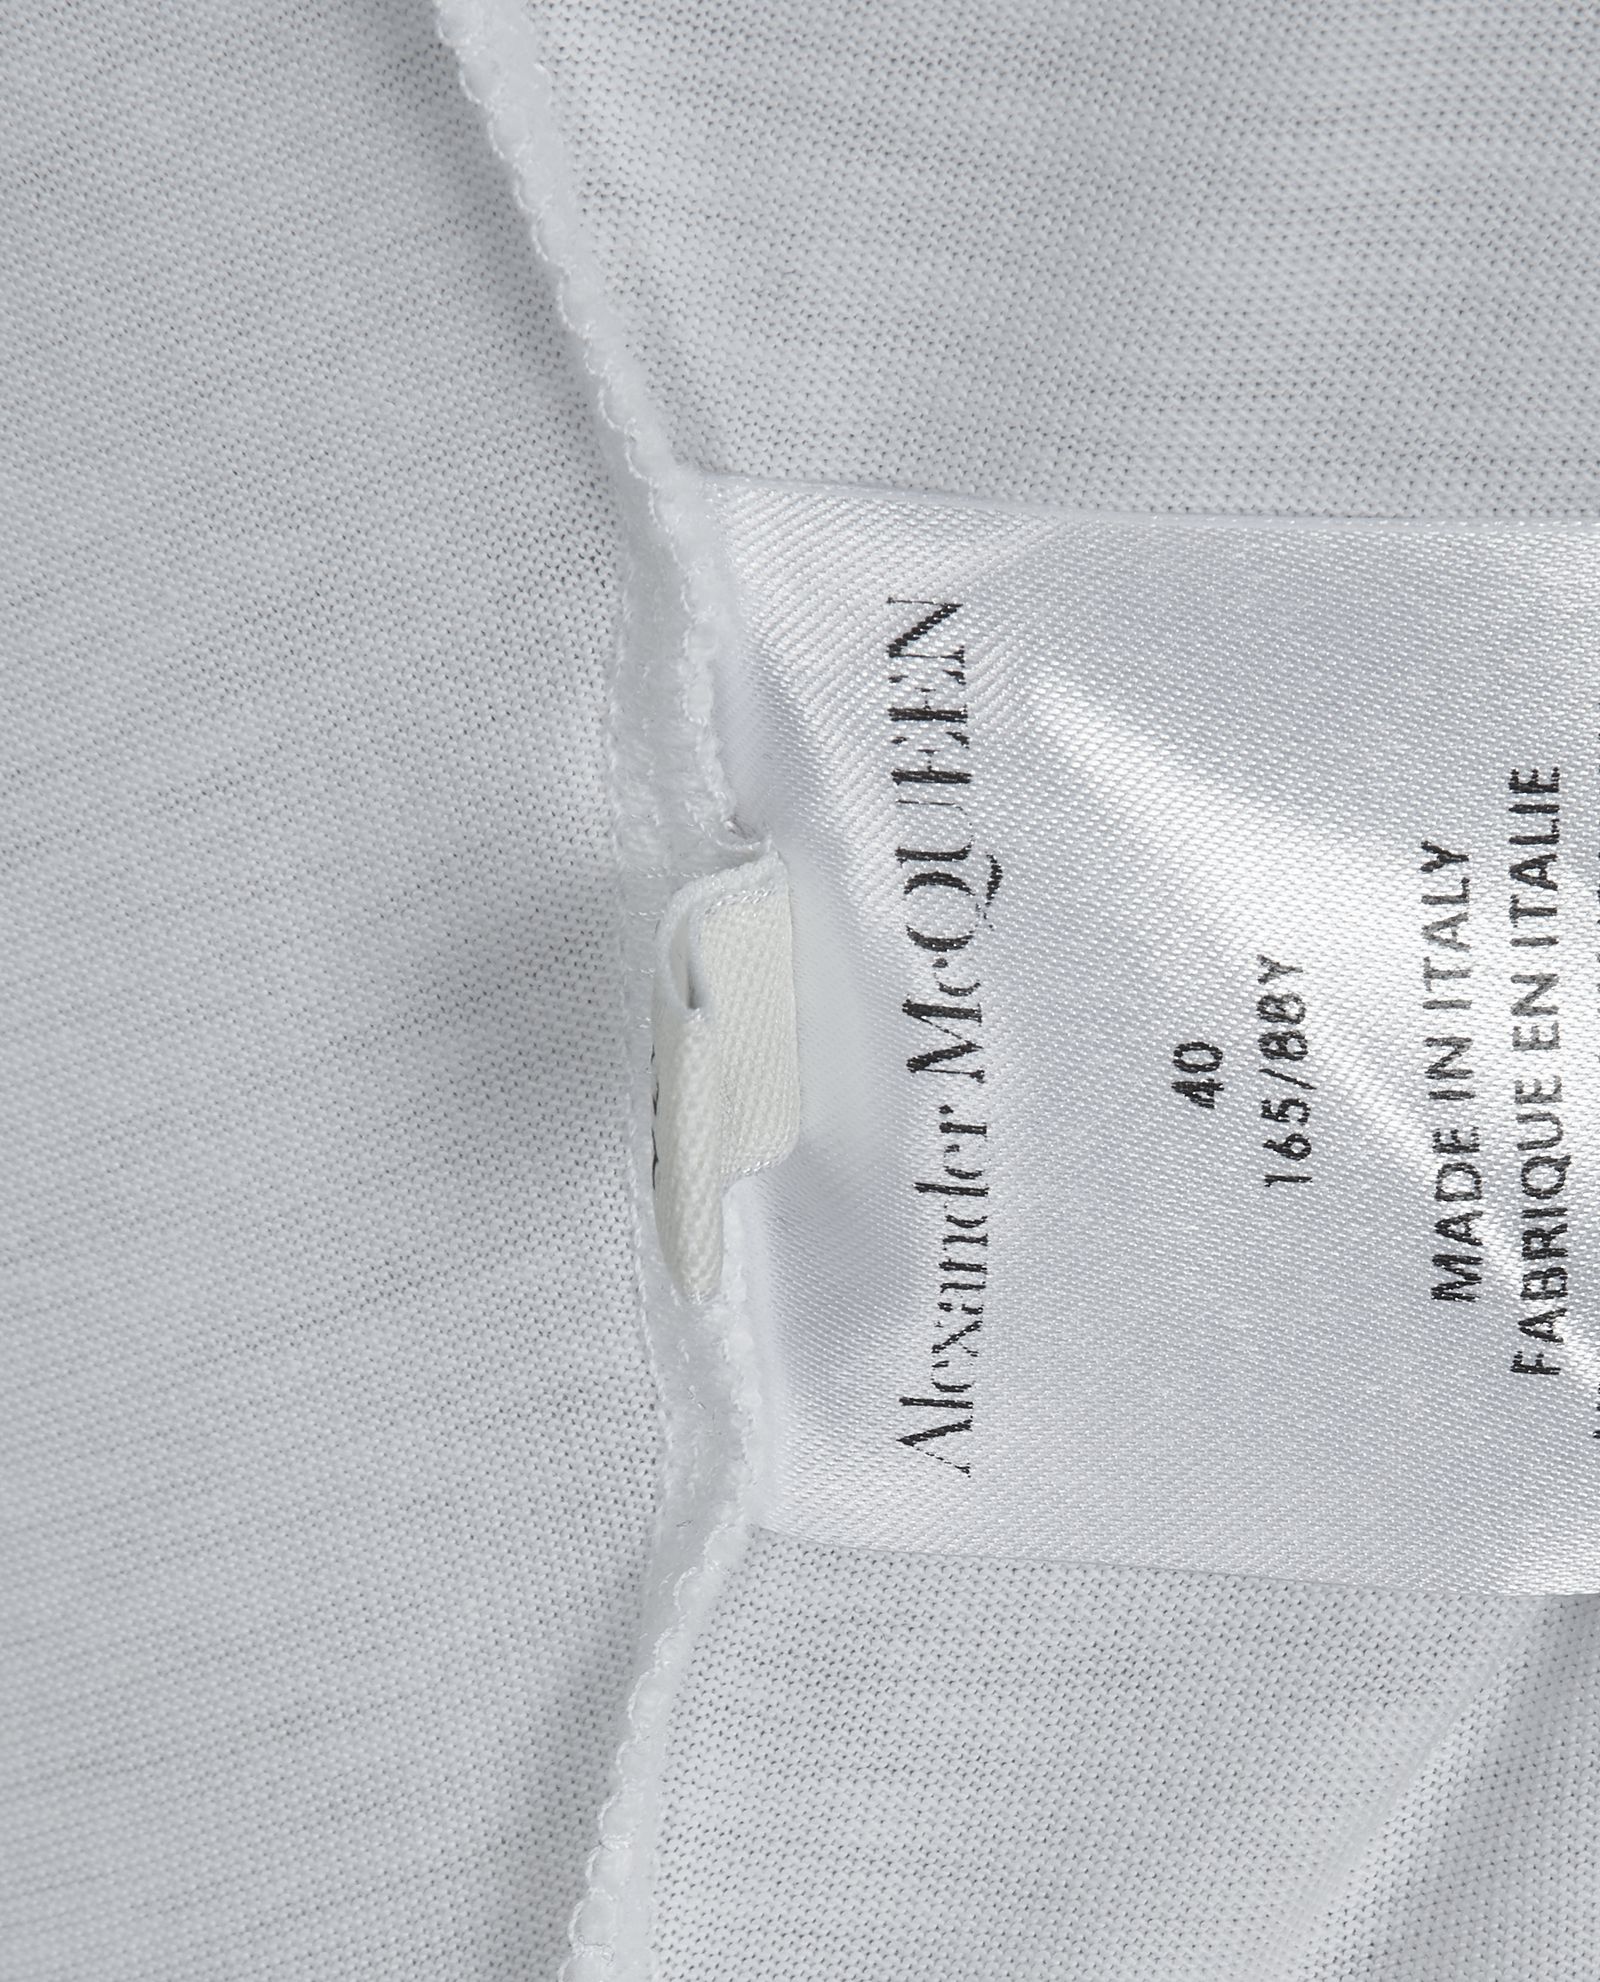 Alexander McQUEEN
40
165/88Y
MADE IN ITALY
FABRIQUE EN ITALIE